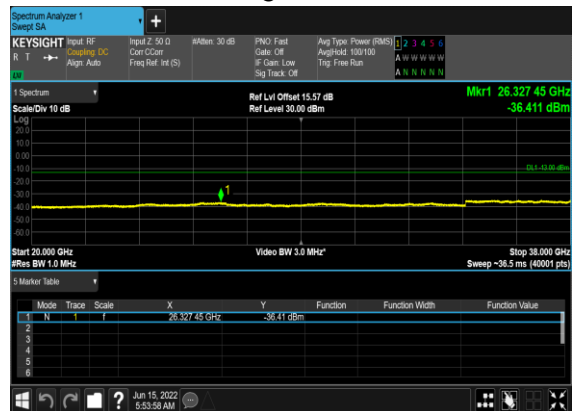 Spectrum Analyzer 1
Swept SA
+
KEYSIGHT Input: RF Input Z: 50 Ω #Atten: 30 dB PNO: Fast Avg Type: Power (RMS) 1 2 3 4 5 6
R T Coupling: DC Corr CCorr Gate: Off Avg|Hold: 100/100 A W W W W W
Align: Auto Freq Ref: Int (S) IF Gain: Low Trig: Free Run
Sig Track: Off A N N N N N
1 Spectrum Ref Lvl Offset 15.57 dB Mkr1 26.327 45 GHz
Scale/Div 10 dB Ref Level 30.00 dBm -36.411 dBm
Log
20.0
10.0
0.00
-10.0
DL1 -13.00 dBm
-20.0
-30.0
1
-40.0
-50.0
-60.0
Start 20.000 GHz Video BW 3.0 MHz* Stop 38.000 GHz
#Res BW 1.0 MHz Sweep ~36.5 ms (40001 pts)
5 Marker Table
Mode Trace Scale X Y Function Function Width Function Value
1 N 1 f 26.327 45 GHz -36.41 dBm
2
3
4
5
6
? Jun 15, 2022
5:53:58 AM